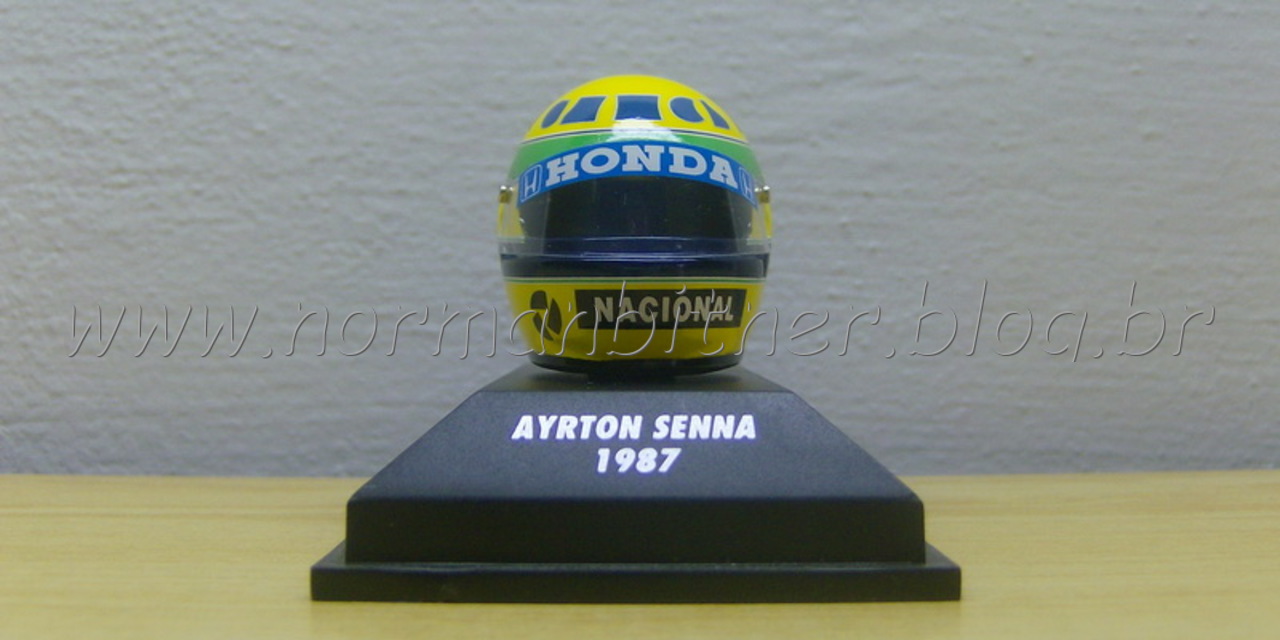 HONDA
NACIONAL
www.normanbitner.blog.br
AYRTON SENNA
1987